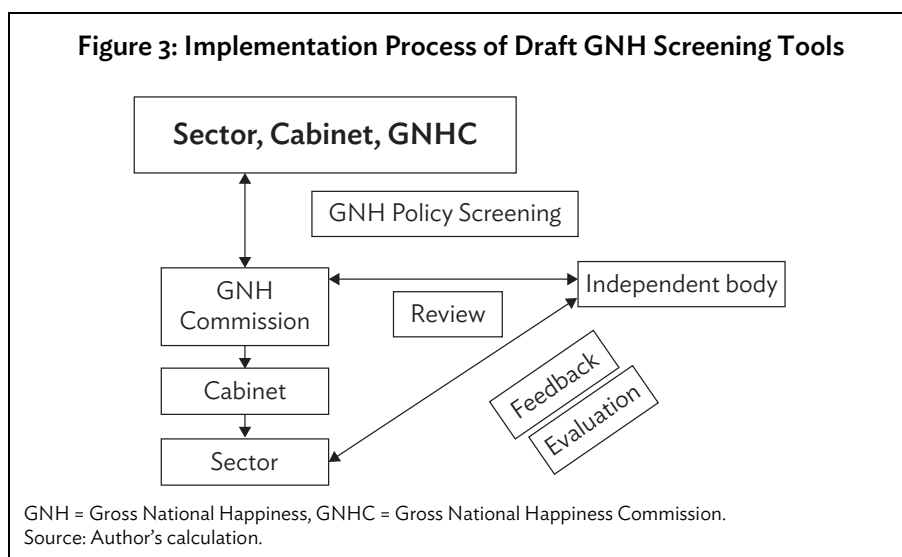 Figure 3: Implementation Process of Draft GNH Screening Tools
Sector, Cabinet, GNHC
GNH Policy Screening
GNH
Commission
Independent body
Review
Cabinet
Feedback
Evaluation
Sector
GNH = Gross National Happiness, GNHC = Gross National Happiness Commission.
Source: Author’s calculation.